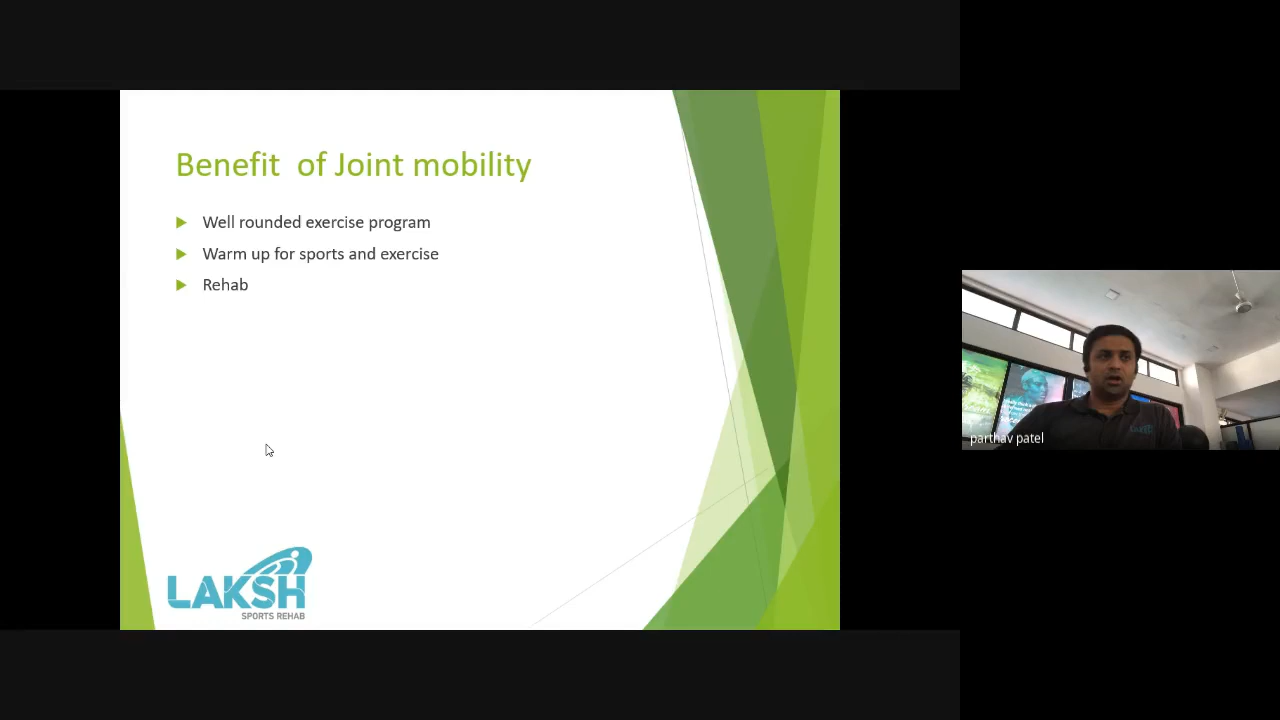 Benefit of Joint mobility
Well rounded exercise program
Warm up for sports and exercise
Rehab
LAKSH
SPORTS REHAB
parthav patel